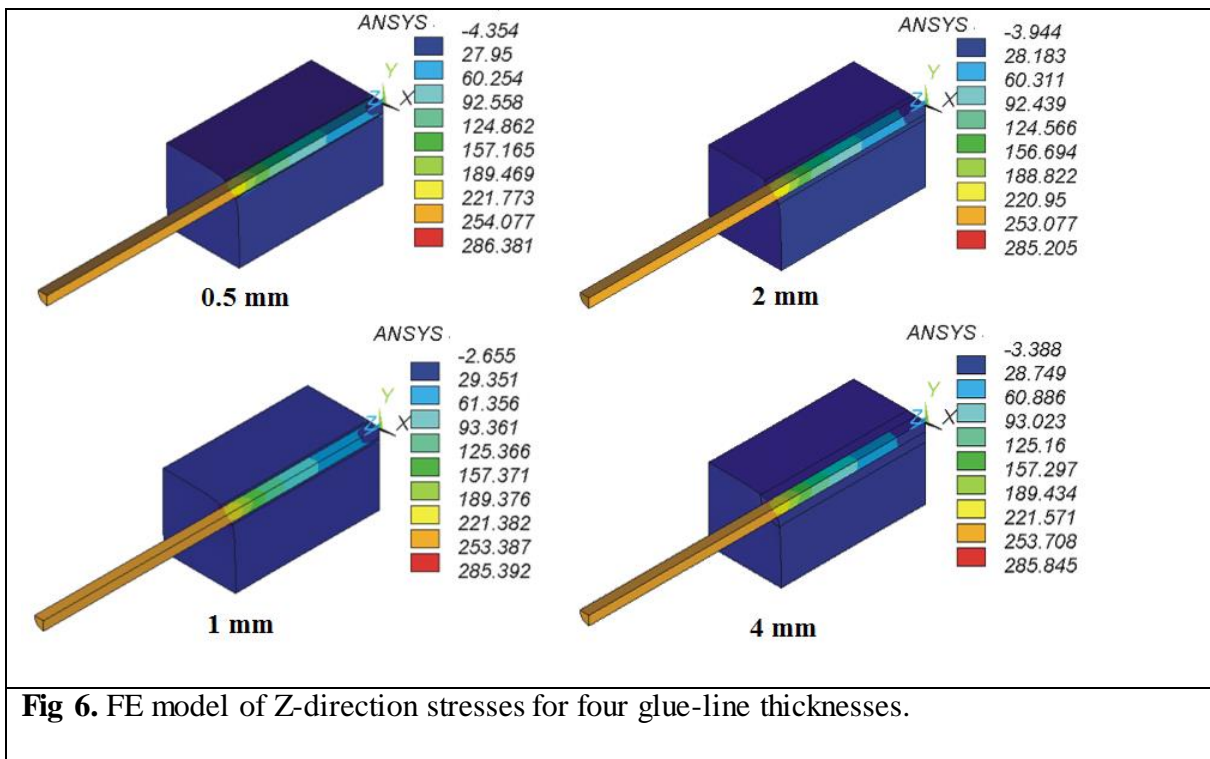 ANSYS
-4.354
27.95
60.254
92.558
124.862
157.165
189.469
221.773
254.077
286.381
Y
Z
X
0.5 mm
ANSYS
-3.944
28.183
60.311
92.439
124.566
156.694
188.822
220.95
253.077
285.205
Y
Z
X
2 mm
ANSYS
-2.655
29.351
61.356
93.361
125.366
157.371
189.376
221.382
253.387
285.392
Y
Z
X
1 mm
ANSYS
-3.388
28.749
60.886
93.023
125.16
157.297
189.434
221.571
253.708
285.845
Y
Z
X
4 mm
Fig 6. FE model of Z-direction stresses for four glue-line thicknesses.